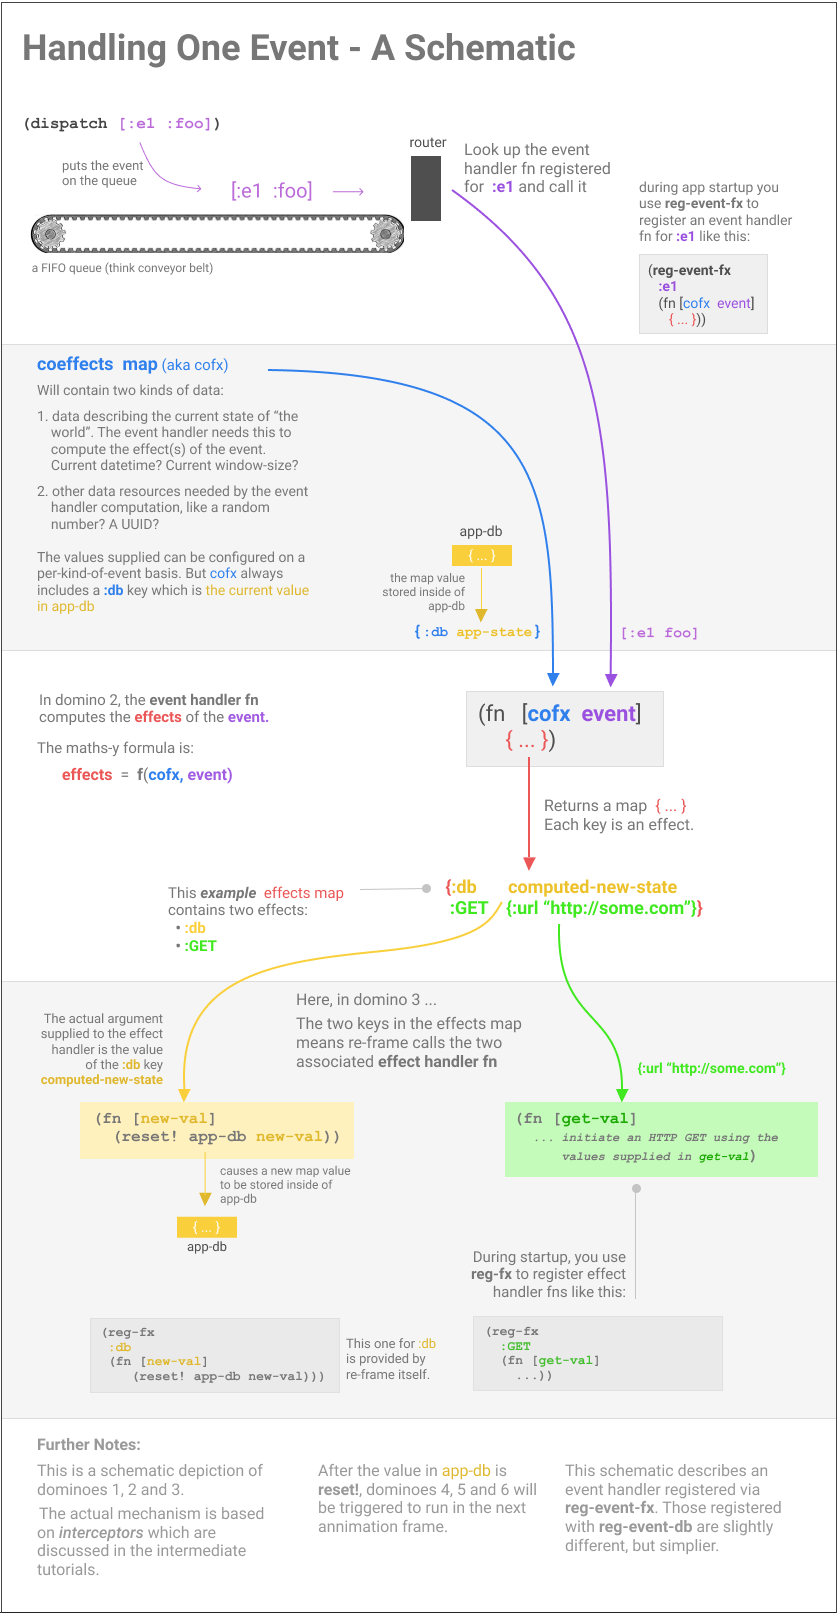 Handling One Event - A Schematic
(dispatch [:e1 :foo])
puts the event
on the queue
[:e1 :foo]
a FIFO queue (think conveyor belt)
router
Look up the event
handler fn registered
for :e1 and call it
during app startup you
use reg-event-fx to
register an event handler
fn for :e1 like this:
(reg-event-fx
:e1
(fn [cofx event]
{ ... }))
coeffects map (aka cofx)
Will contain two kinds of data:
1. data describing the current state of “the
world”. The event handler needs this to
compute the effect(s) of the event.
Current datetime? Current window-size?
2. other data resources needed by the event
handler computation, like a random
number? A UUID?
The values supplied can be configured on a
per-kind-of-event basis. But cofx always
includes a :db key which is the current value
in app-db
app-db
{ ... }
the map value
stored inside of
app-db
{:db app-state}
[:e1 foo]
In domino 2, the event handler fn
computes the effects of the event.
The maths-y formula is:
effects = f(cofx, event)
(fn [cofx event]
{ ... })
Returns a map { ... }
Each key is an effect.
This example effects map
contains two effects:
• :db
• :GET
{:db computed-new-state
:GET {:url “http://some.com”}}
The actual argument
supplied to the effect
handler is the value
of the :db key
computed-new-state
Here, in domino 3 ...
The two keys in the effects map
means re-frame calls the two
associated effect handler fn
{:url “http://some.com”}
(fn [new-val]
(reset! app-db new-val))
causes a new map value
to be stored inside of
app-db
{ ... }
app-db
(fn [get-val]
... initiate an HTTP GET using the
values supplied in get-val)
During startup, you use
reg-fx to register effect
handler fns like this:
(reg-fx
:db
(fn [new-val]
(reset! app-db new-val)))
This one for :db
is provided by
re-frame itself.
(reg-fx
:GET
(fn [get-val]
...))
Further Notes:
This is a schematic depiction of
dominoes 1, 2 and 3.
The actual mechanism is based
on interceptors which are
discussed in the intermediate
tutorials.
After the value in app-db is
reset!, dominoes 4, 5 and 6 will
be triggered to run in the next
annimation frame.
This schematic describes an
event handler registered via
reg-event-fx. Those registered
with reg-event-db are slightly
different, but simplier.